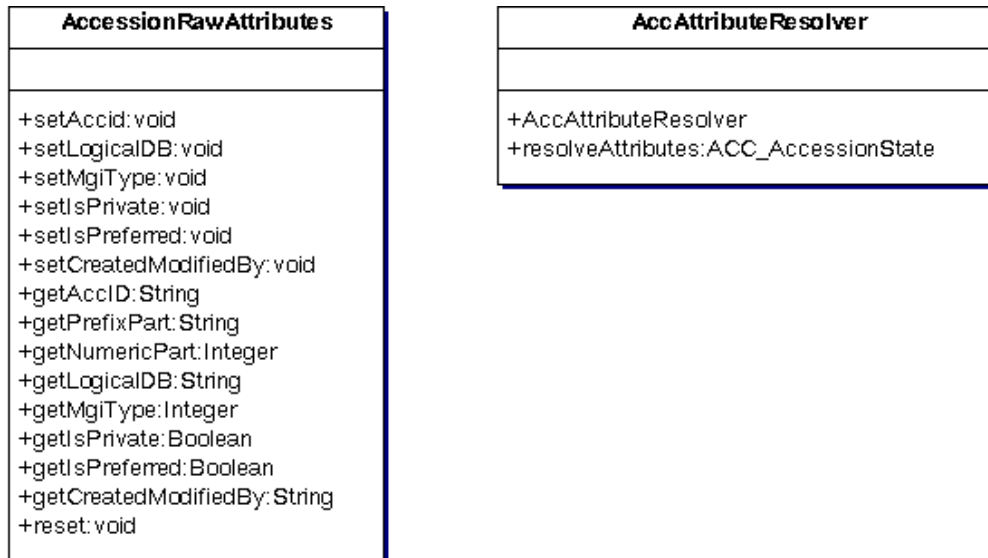 AccessionRawAttributes
+setAccid:void
+setLogicalDB:void
+setMgiType:void
+setIsPrivate:void
+setIsPreferred:void
+setCreatedModifiedBy:void
+getAccID:String
+getPrefixPart:String
+getNumericPart:Integer
+getLogicalDB:String
+getMgiType:Integer
+getIsPrivate:Boolean
+getIsPreferred:Boolean
+getCreatedModifiedBy:String
+reset:void
AccAttributeResolver
+AccAttributeResolver
+resolveAttributes:ACC_AccessionState